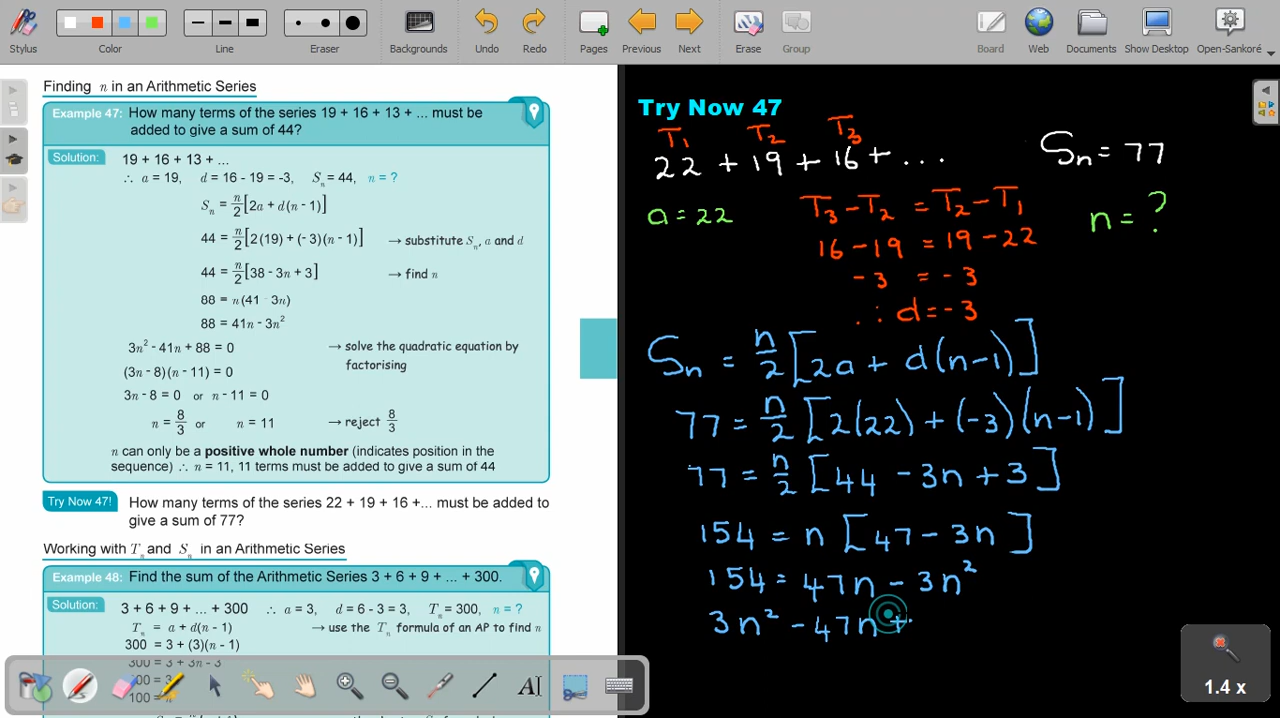 Stylus Color Line Eraser Backgrounds Undo Redo Pages Previous Next Erase Group Board Web Documents Show Desktop Open-Sankoré
Finding n in an Arithmetic Series
Example 47: How many terms of the series 19 + 16 + 13 + ... must be
added to give a sum of 44?
Solution: 19 + 16 + 13 + ...
∴ a = 19, d = 16 - 19 = -3, Sₙ = 44, n = ?
Sₙ = n/2[2a + d(n - 1)]
44 = n/2[2(19) + (-3)(n - 1)] → substitute Sₙ, a and d
44 = n/2[38 - 3n + 3] → find n
88 = n(41 - 3n)
88 = 41n - 3n²
3n² - 41n + 88 = 0 → solve the quadratic equation by
(3n - 8)(n - 11) = 0 factorising
3n - 8 = 0 or n - 11 = 0
n = 8/3 or n = 11 → reject 8/3
n can only be a positive whole number (indicates position in the
sequence) ∴ n = 11, 11 terms must be added to give a sum of 44
Try Now 47! How many terms of the series 22 + 19 + 16 +... must be added to
give a sum of 77?
Working with Tₙ and Sₙ in an Arithmetic Series
Example 48: Find the sum of the Arithmetic Series 3 + 6 + 9 + ... + 300.
Solution: 3 + 6 + 9 + ... + 300 ∴ a = 3, d = 6 - 3 = 3, Tₙ = 300, n = ?
Tₙ = a + d(n - 1) → use the Tₙ formula of an AP to find n
300 = 3 + (3)(n - 1)
300 = 3 + 3n - 3
Try Now 47
T₁ T₂ T₃
22 + 19 + 16 + ... Sₙ = 77
a = 22 T₃ - T₂ = T₂ - T₁ n = ?
16 - 19 = 19 - 22
-3 = -3
∴ d = -3
Sₙ = n/2 [2a + d(n-1)]
77 = n/2 [2(22) + (-3)(n-1)]
77 = n/2 [44 - 3n + 3]
154 = n [47 - 3n]
154 = 47n - 3n²
3n² - 47n +
1.4 x